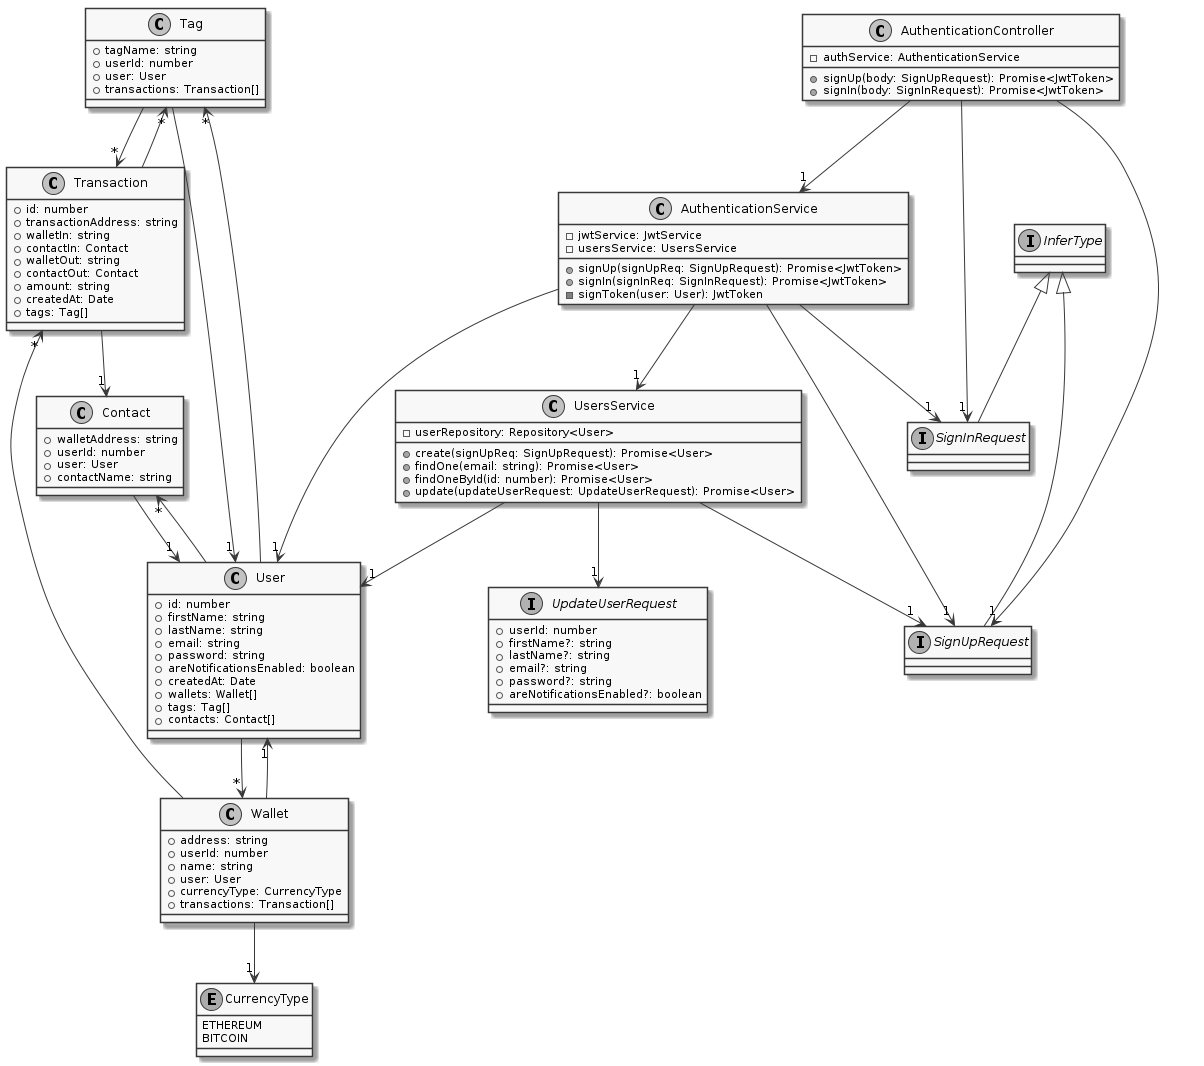 C Tag
tagName: string
userId: number
user: User
transactions: Transaction[]
C AuthenticationController
authService: AuthenticationService
signUp(body: SignUpRequest): Promise<JwtToken>
signIn(body: SignInRequest): Promise<JwtToken>
*
*
*
C Transaction
id: number
transactionAddress: string
walletIn: string
contactIn: Contact
walletOut: string
contactOut: Contact
amount: string
createdAt: Date
tags: Tag[]
1
C AuthenticationService
jwtService: JwtService
usersService: UsersService
signUp(signUpReq: SignUpRequest): Promise<JwtToken>
signIn(signInReq: SignInRequest): Promise<JwtToken>
signToken(user: User): JwtToken
I InferType
*
1
1
1
1
C Contact
walletAddress: string
userId: number
user: User
contactName: string
C UsersService
userRepository: Repository<User>
create(signUpReq: SignUpRequest): Promise<User>
findOne(email: string): Promise<User>
findOneById(id: number): Promise<User>
update(updateUserRequest: UpdateUserRequest): Promise<User>
I SignInRequest
*
1
1
1
1
1
1
1
1
C User
id: number
firstName: string
lastName: string
email: string
password: string
areNotificationsEnabled: boolean
createdAt: Date
wallets: Wallet[]
tags: Tag[]
contacts: Contact[]
I UpdateUserRequest
userId: number
firstName?: string
lastName?: string
email?: string
password?: string
areNotificationsEnabled?: boolean
I SignUpRequest
1
*
C Wallet
address: string
userId: number
name: string
user: User
currencyType: CurrencyType
transactions: Transaction[]
1
E CurrencyType
ETHEREUM
BITCOIN